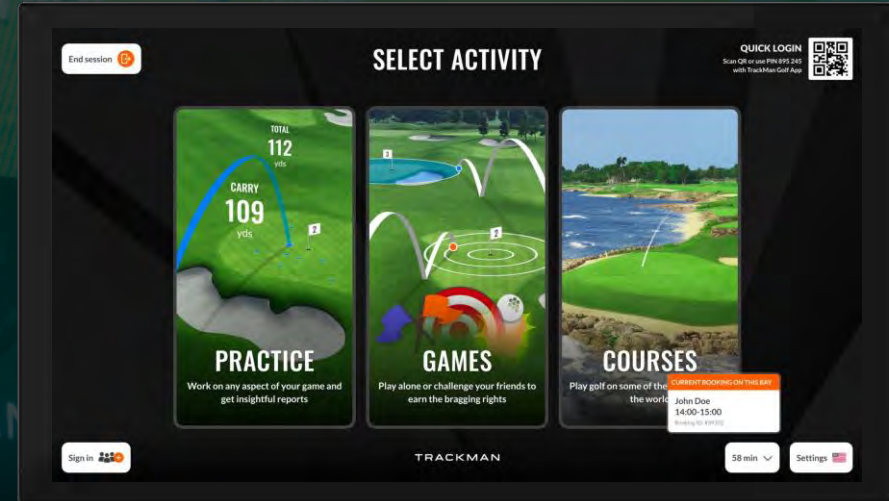 End session
SELECT ACTIVITY
QUICK LOGIN
Scan QR or use PIN 895 245
with TrackMan Golf App
TOTAL
112
yds
CARRY
109
yds
2
3
2
PRACTICE
Work on any aspect of your game and
get insightful reports
GAMES
Play alone or challenge your friends to
earn the bragging rights
COURSES
Play golf on some of the
the world
CURRENT BOOKING ON THIS BAY
John Doe
14:00-15:00
Sign in
TRACKMAN
58 min
Settings